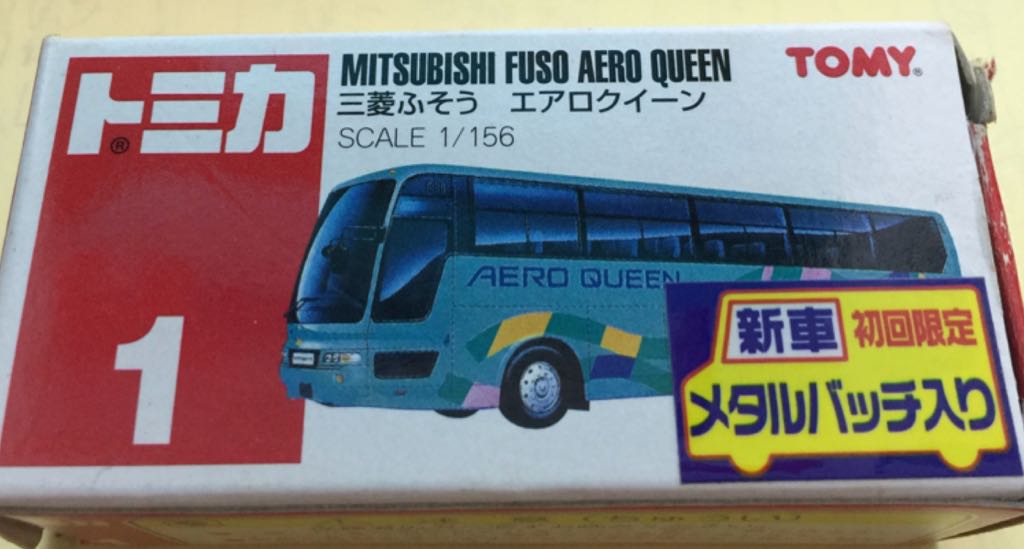 トミカ®
MITSUBISHI FUSO AERO QUEEN
三菱ふそう エアロクイーン
SCALE 1/156
TOMY®
1
AERO QUEEN
新車 初回限定
メタルバッチ入り